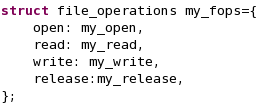 struct file_operations my_fops={
    open: my_open,
    read: my_read,
    write: my_write,
    release:my_release,
};